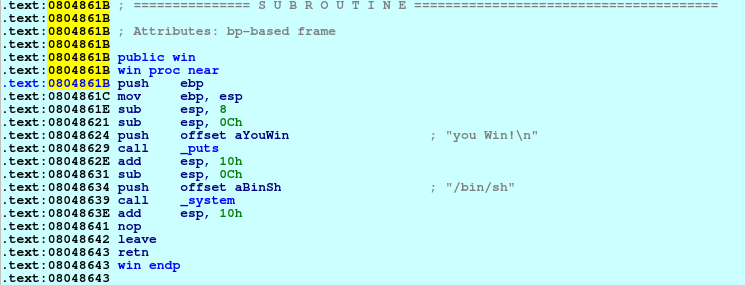 .text:0804861B ; =============== S U B R O U T I N E =======================================
.text:0804861B
.text:0804861B ; Attributes: bp-based frame
.text:0804861B
.text:0804861B public win
.text:0804861B win proc near
.text:0804861B push ebp
.text:0804861C mov ebp, esp
.text:0804861E sub esp, 8
.text:08048621 sub esp, 0Ch
.text:08048624 push offset aYouWin ; "you Win!\n"
.text:08048629 call _puts
.text:0804862E add esp, 10h
.text:08048631 sub esp, 0Ch
.text:08048634 push offset aBinSh ; "/bin/sh"
.text:08048639 call _system
.text:0804863E add esp, 10h
.text:08048641 nop
.text:08048642 leave
.text:08048643 retn
.text:08048643 win endp
.text:08048643